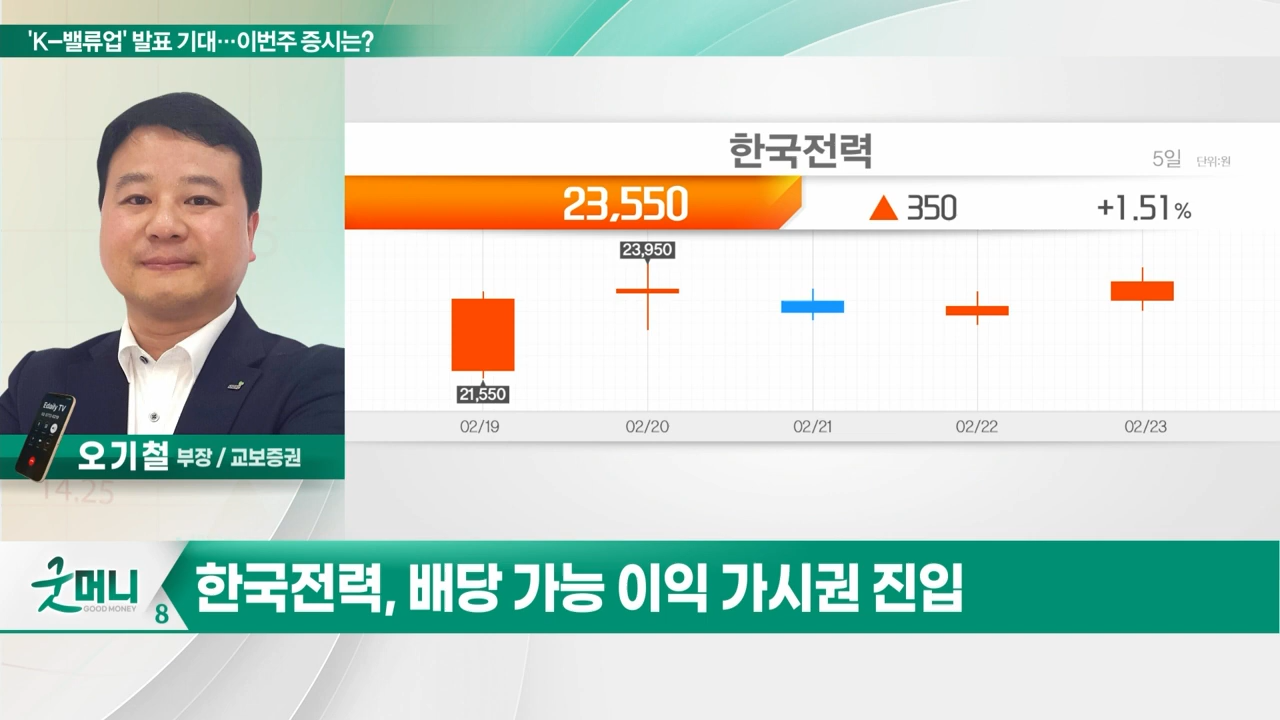 'K-밸류업' 발표 기대…이번주 증시는?
한국전력
5일 단위:원
23,550 ▲ 350 +1.51%
23,950
21,550
02/19 02/20 02/21 02/22 02/23
Edaily TV
오기철 부장 / 교보증권
14.25
굿머니
GOOD MONEY
8
한국전력, 배당 가능 이익 가시권 진입